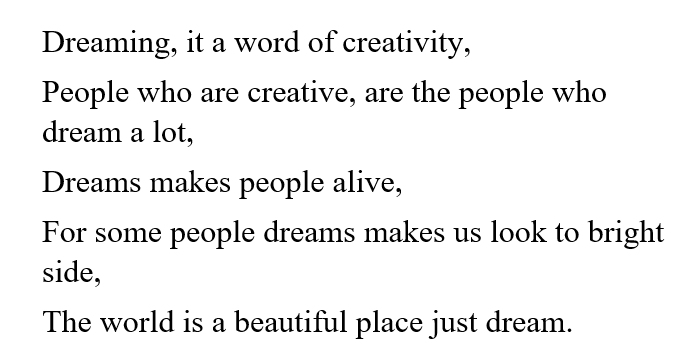 Dreaming, it a word of creativity,
People who are creative, are the people who
dream a lot,
Dreams makes people alive,
For some people dreams makes us look to bright
side,
The world is a beautiful place just dream.